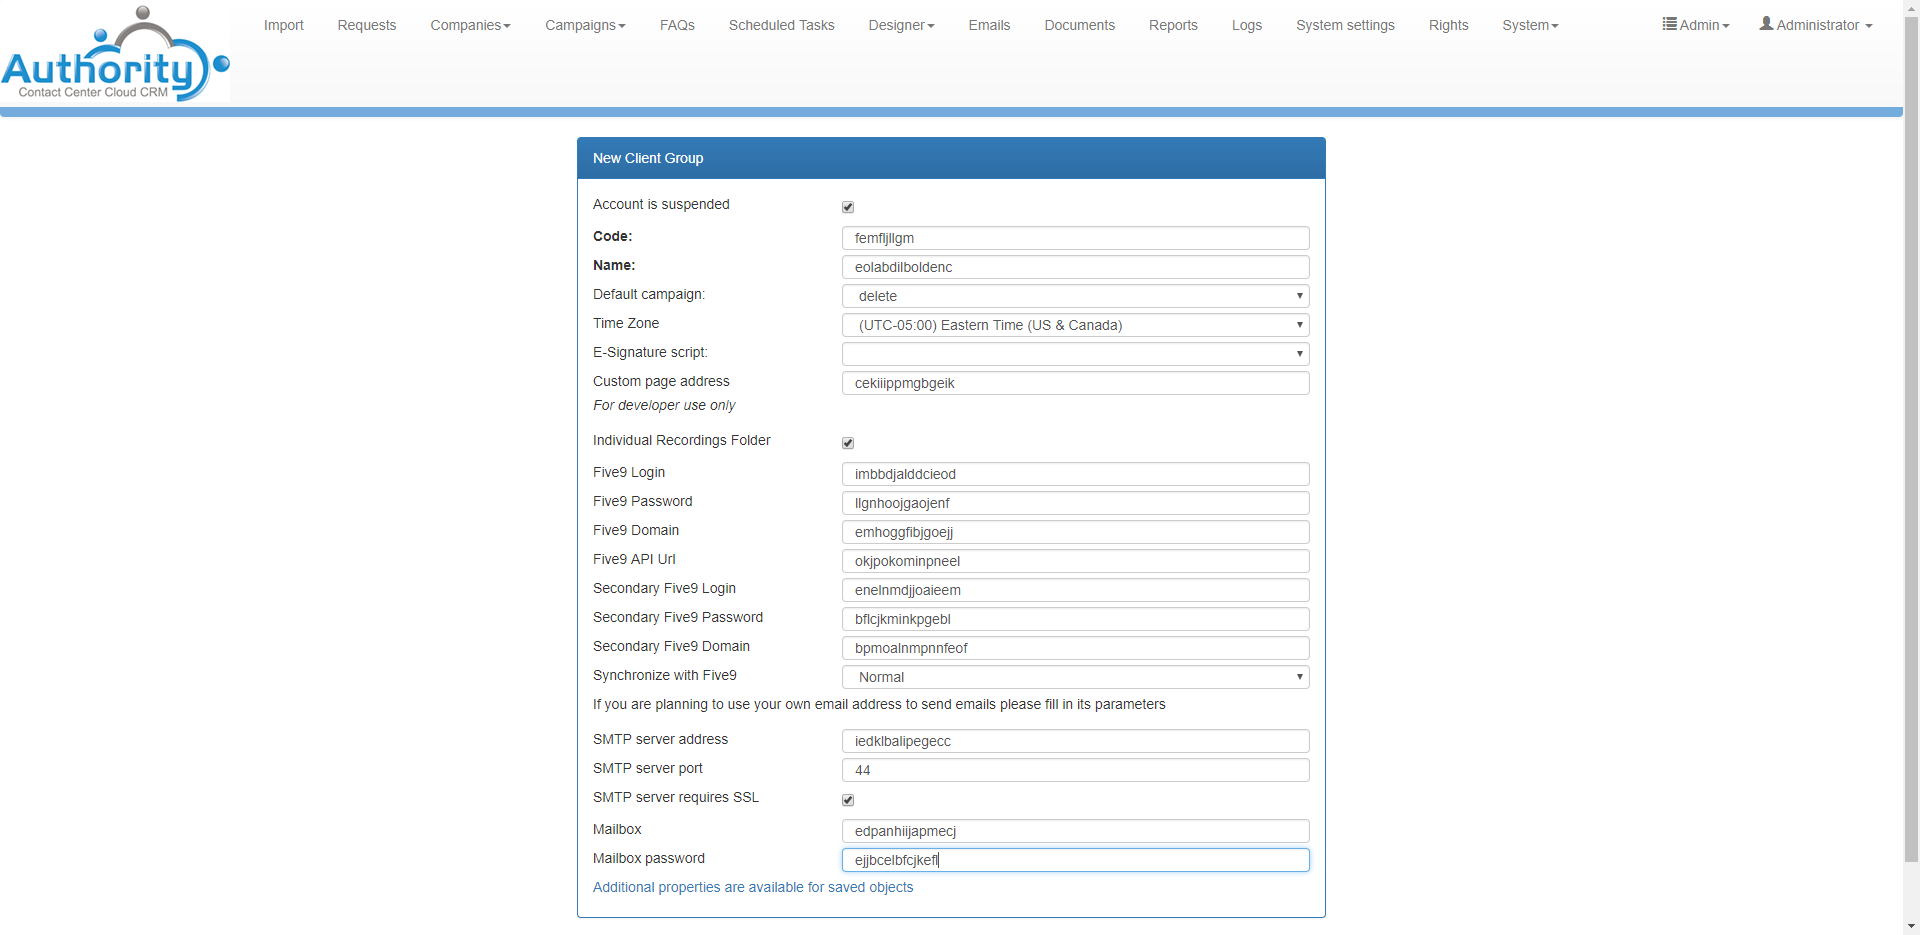 Authority
Contact Center Cloud CRM
Import Requests Companies Campaigns FAQs Scheduled Tasks Designer Emails Documents Reports Logs System settings Rights System Admin Administrator
New Client Group
Account is suspended
Code: femfljllgm
Name: eolabdilboldenc
Default campaign: delete
Time Zone (UTC-05:00) Eastern Time (US & Canada)
E-Signature script:
Custom page address cekiiippmgbgeik
For developer use only
Individual Recordings Folder
Five9 Login imbbdjalddcieod
Five9 Password llgnhoojgaojenf
Five9 Domain emhoggfibjgoejj
Five9 API Url okjpokominpneel
Secondary Five9 Login enelnmdjjoaieem
Secondary Five9 Password bflcjkminkpgebl
Secondary Five9 Domain bpmoalnmpnnfeof
Synchronize with Five9 Normal
If you are planning to use your own email address to send emails please fill in its parameters
SMTP server address iedklbalipegecc
SMTP server port 44
SMTP server requires SSL
Mailbox edpanhiijapmecj
Mailbox password ejjbcelbfcjkefl
Additional properties are available for saved objects